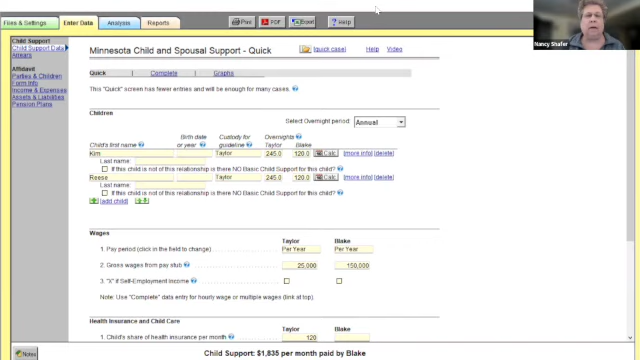 Files & Settings Enter Data Analysis Reports Print PDF Export Help
Nancy Shafer
Child Support
Child Support Data
Arrears
Affidavit
Parties & Children
Form Info
Income & Expenses
Assets & Liabilities
Pension Plans
Minnesota Child and Spousal Support - Quick [quick case] Help Video
Quick | Complete | Graphs
This "Quick" screen has fewer entries and will be enough for many cases.
Children
Select Overnight period: Annual
Child's first name Birth date or year Custody for guideline Overnights Taylor Blake
Kim Taylor 245.0 120.0 Calc [more info] [delete]
Last name:
If this child is not of this relationship is there NO Basic Child Support for this child?
Reese Taylor 245.0 120.0 Calc [more info] [delete]
Last name:
If this child is not of this relationship is there NO Basic Child Support for this child?
[add child]
Wages Taylor Blake
1. Pay period (click in the field to change) Per Year Per Year
2. Gross wages from pay stub 25,000 150,000
3. "X" if Self-Employment income
Note: Use "Complete" data entry for hourly wage or multiple wages (link at top).
Health Insurance and Child Care Taylor Blake
1. Child's share of health insurance per month 120
Notes
Child Support: $1,835 per month paid by Blake